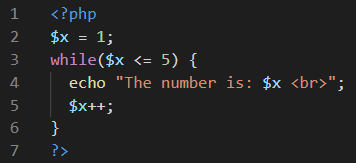 1 <?php
2 $x = 1;
3 while($x <= 5) {
4   echo "The number is: $x <br>";
5   $x++;
6 }
7 ?>